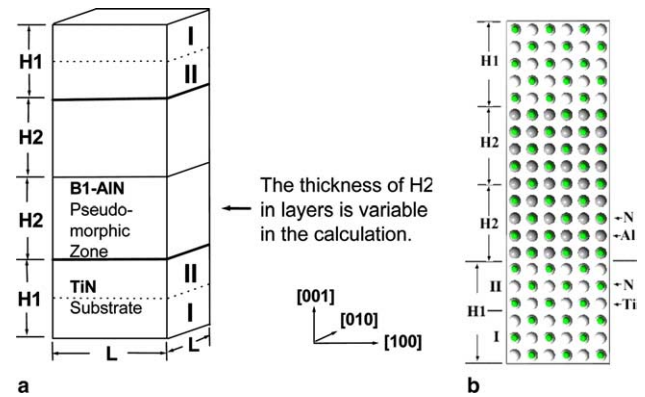 H1
I
II
H2
H2
B1-AlN
Pseudo-
morphic
Zone
H1
TiN
Substrate
II
I
L
L
a
The thickness of H2
in layers is variable
in the calculation.
[001]
[010]
[100]
H1
H2
H2
N
Al
II
H1
I
N
Ti
b